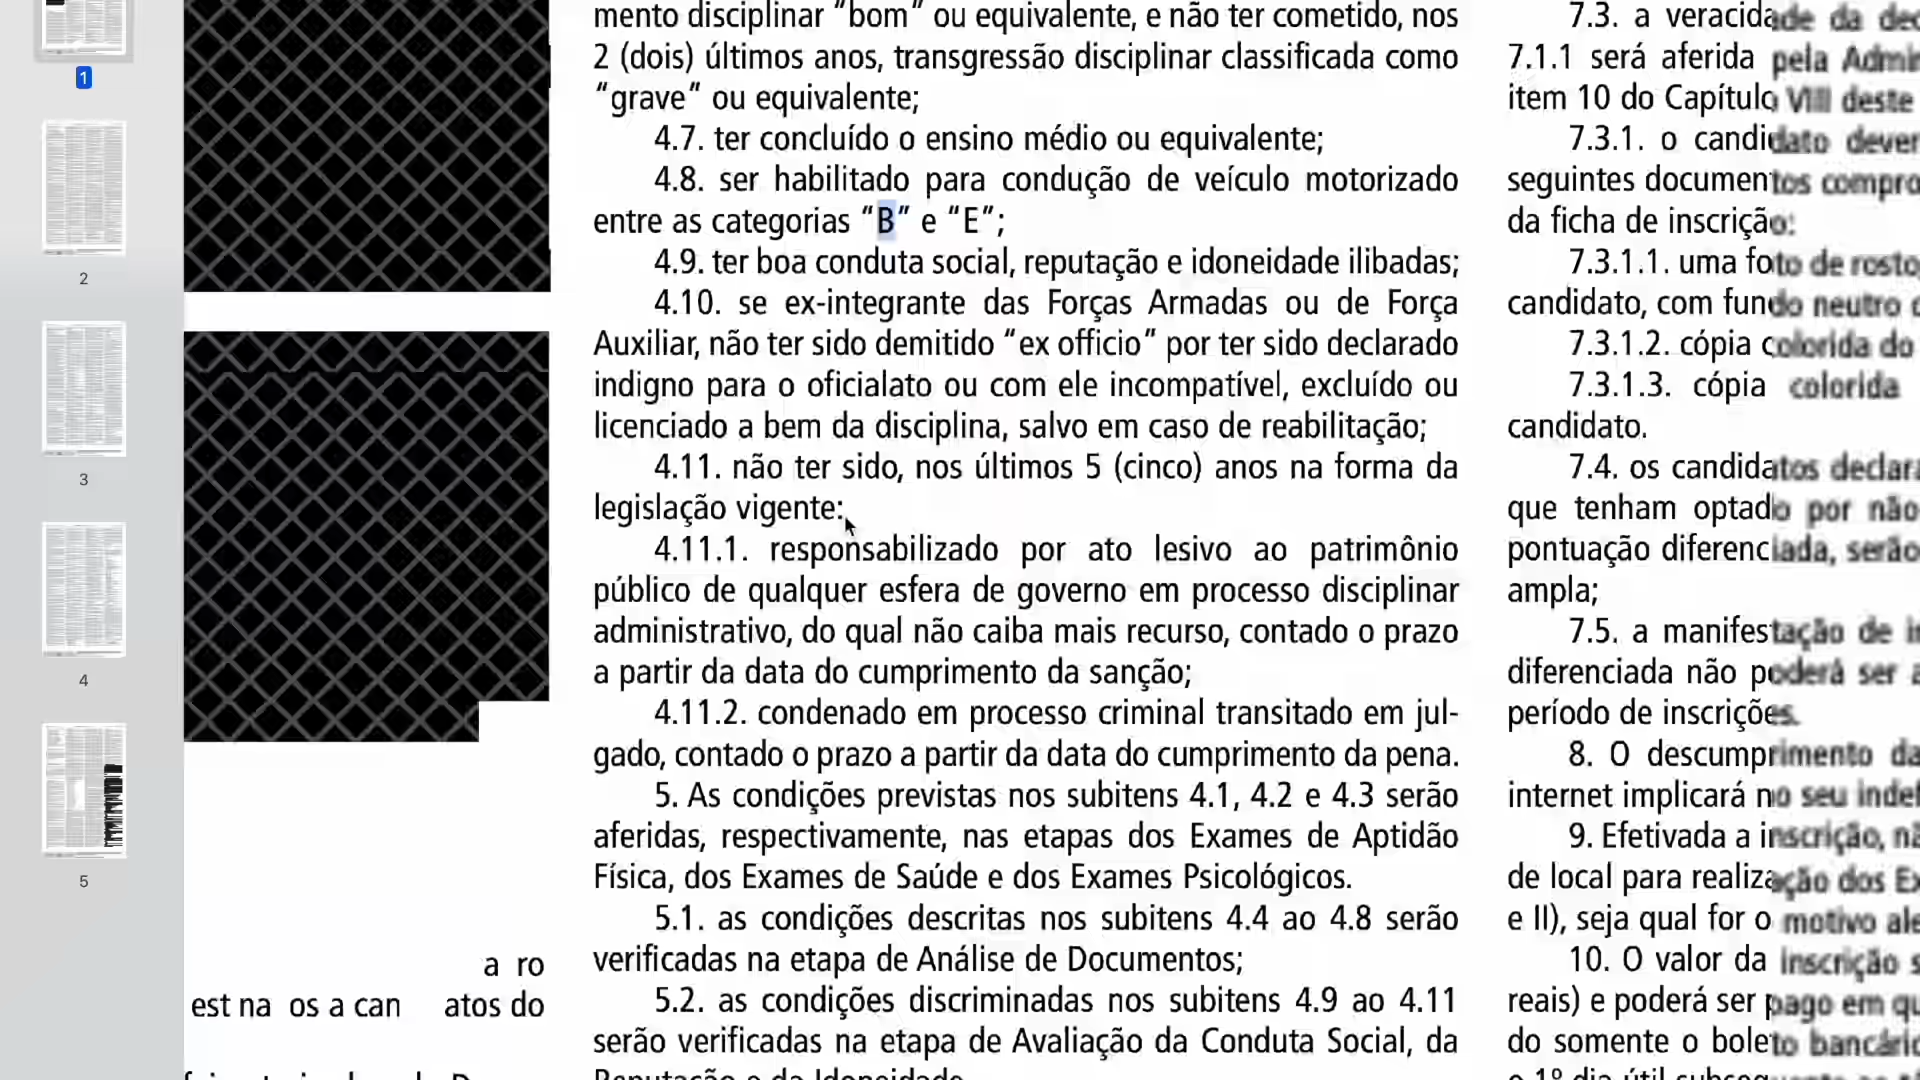 1
2
3
4
5
a ro
est na os a can atos do
mento disciplinar “bom” ou equivalente, e não ter cometido, nos
2 (dois) últimos anos, transgressão disciplinar classificada como
“grave” ou equivalente;
4.7. ter concluído o ensino médio ou equivalente;
4.8. ser habilitado para condução de veículo motorizado
entre as categorias “B” e “E”;
4.9. ter boa conduta social, reputação e idoneidade ilibadas;
4.10. se ex-integrante das Forças Armadas ou de Força
Auxiliar, não ter sido demitido “ex officio” por ter sido declarado
indigno para o oficialato ou com ele incompatível, excluído ou
licenciado a bem da disciplina, salvo em caso de reabilitação;
4.11. não ter sido, nos últimos 5 (cinco) anos na forma da
legislação vigente:
4.11.1. responsabilizado por ato lesivo ao patrimônio
público de qualquer esfera de governo em processo disciplinar
administrativo, do qual não caiba mais recurso, contado o prazo
a partir da data do cumprimento da sanção;
4.11.2. condenado em processo criminal transitado em jul-
gado, contado o prazo a partir da data do cumprimento da pena.
5. As condições previstas nos subitens 4.1, 4.2 e 4.3 serão
aferidas, respectivamente, nas etapas dos Exames de Aptidão
Física, dos Exames de Saúde e dos Exames Psicológicos.
5.1. as condições descritas nos subitens 4.4 ao 4.8 serão
verificadas na etapa de Análise de Documentos;
5.2. as condições discriminadas nos subitens 4.9 ao 4.11
serão verificadas na etapa de Avaliação da Conduta Social, da
Reputação e da Idoneidade
7.3. a veracidade da
7.1.1 será aferida pela
item 10 do Capítulo VIII deste
7.3.1. o candidato
seguintes documentos
da ficha de inscrição:
7.3.1.1. uma foto de rosto
candidato, com fundo neutro
7.3.1.2. cópia colorida do
7.3.1.3. cópia colorida
candidato.
7.4. os candidatos
que tenham optado por não
pontuação diferenciada, serão
ampla;
7.5. a manifestação de
diferenciada não poderá ser
período de inscrições.
8. O descumprimento
internet implicará no seu
9. Efetivada a inscrição,
de local para realização dos
e II), seja qual for o motivo
10. O valor da inscrição
reais) e poderá ser pago em
do somente o boleto bancário